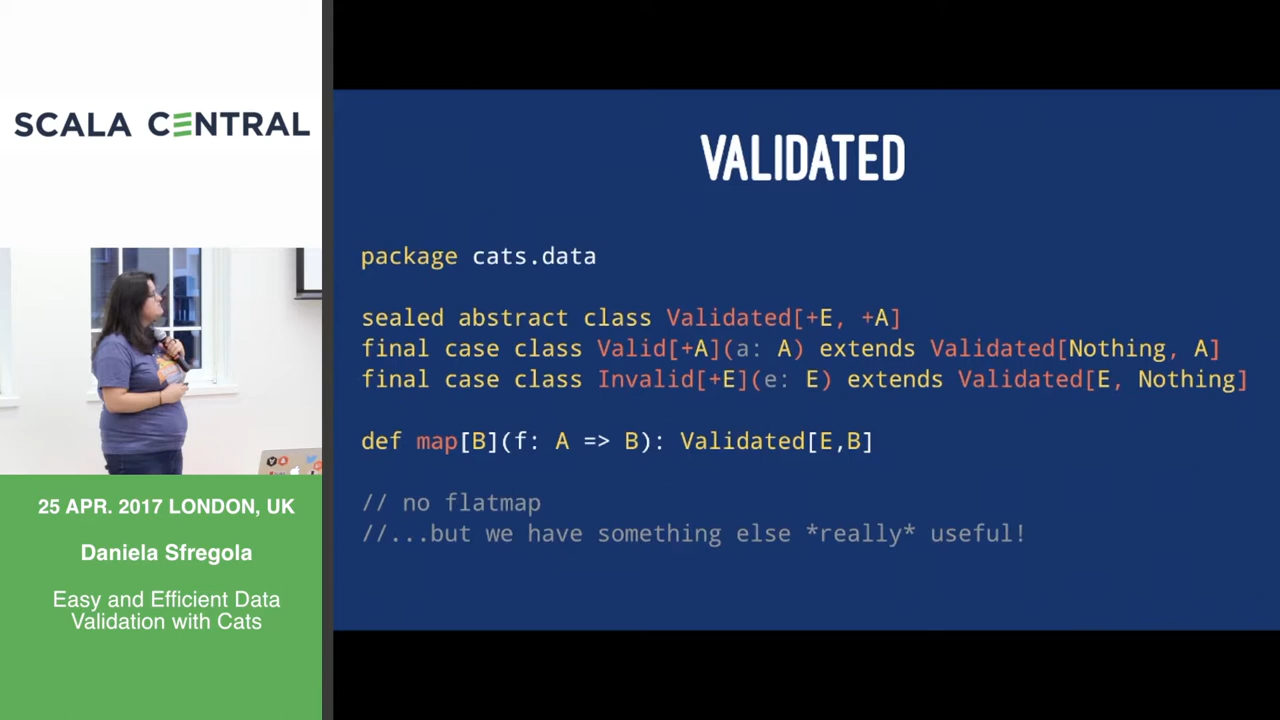 SCALA CENTRAL
25 APR. 2017 LONDON, UK
Daniela Sfregola
Easy and Efficient Data
Validation with Cats
VALIDATED
package cats.data
sealed abstract class Validated[+E, +A]
final case class Valid[+A](a: A) extends Validated[Nothing, A]
final case class Invalid[+E](e: E) extends Validated[E, Nothing]
def map[B](f: A => B): Validated[E,B]
// no flatmap
//...but we have something else *really* useful!